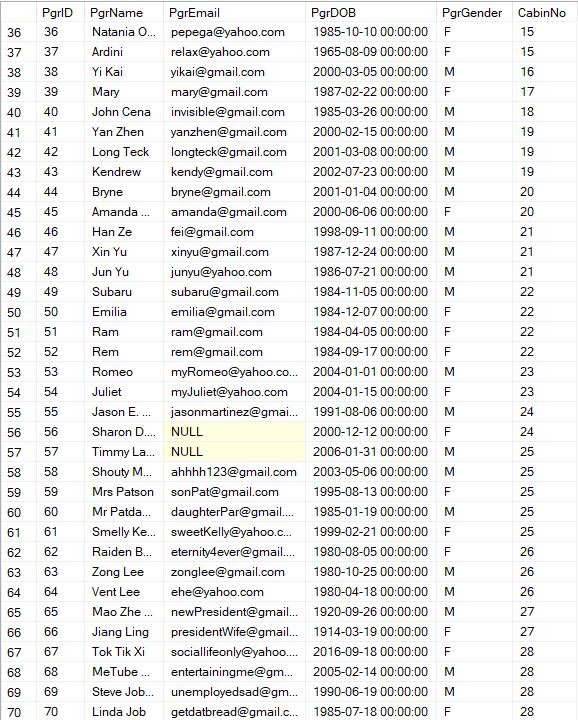 PgrID PgrName PgrEmail PgrDOB PgrGender CabinNo
36 36 Natania O... pepega@yahoo.com 1985-10-10 00:00:00 F 15
37 37 Ardini relax@yahoo.com 1965-08-09 00:00:00 F 15
38 38 Yi Kai yikai@gmail.com 2000-03-05 00:00:00 M 16
39 39 Mary mary@gmail.com 1987-02-22 00:00:00 F 17
40 40 John Cena invisible@gmail.com 1985-03-26 00:00:00 M 18
41 41 Yan Zhen yanzhen@gmail.com 2000-02-15 00:00:00 M 19
42 42 Long Teck longteck@gmail.com 2001-03-08 00:00:00 M 19
43 43 Kendrew kendy@gmail.com 2002-07-23 00:00:00 M 19
44 44 Bryne bryne@gmail.com 2001-01-04 00:00:00 M 20
45 45 Amanda ... amanda@gmail.com 2000-06-06 00:00:00 F 20
46 46 Han Ze fei@gmail.com 1998-09-11 00:00:00 M 21
47 47 Xin Yu xinyu@gmail.com 1987-12-24 00:00:00 M 21
48 48 Jun Yu junyu@yahoo.com 1986-07-21 00:00:00 M 21
49 49 Subaru subaru@gmail.com 1984-11-05 00:00:00 M 22
50 50 Emilia emilia@gmail.com 1984-12-07 00:00:00 F 22
51 51 Ram ram@gmail.com 1984-04-05 00:00:00 F 22
52 52 Rem rem@gmail.com 1984-09-17 00:00:00 F 22
53 53 Romeo myRomeo@yahoo.co... 2004-01-01 00:00:00 M 23
54 54 Juliet myJuliet@yahoo.com 2004-01-15 00:00:00 F 23
55 55 Jason E. ... jasonmartinez@gmai... 1991-08-06 00:00:00 M 24
56 56 Sharon D.... NULL 2000-12-12 00:00:00 F 24
57 57 Timmy La... NULL 2006-01-31 00:00:00 M 25
58 58 Shouty M... ahhhh123@gmail.com 2003-05-06 00:00:00 M 25
59 59 Mrs Patson sonPat@gmail.com 1995-08-13 00:00:00 F 25
60 60 Mr Patda... daughterPar@gmail.... 1985-01-19 00:00:00 M 25
61 61 Smelly Ke... sweetKelly@yahoo.c... 1999-02-21 00:00:00 F 25
62 62 Raiden B... eternity4ever@gmail.... 1980-08-05 00:00:00 F 26
63 63 Zong Lee zonglee@gmail.com 1980-10-25 00:00:00 M 26
64 64 Vent Lee ehe@yahoo.com 1980-04-18 00:00:00 M 26
65 65 Mao Zhe ... newPresident@gmail... 1920-09-26 00:00:00 M 27
66 66 Jiang Ling presidentWife@gmail... 1914-03-19 00:00:00 F 27
67 67 Tok Tik Xi sociallifeonly@yahoo.... 2016-09-18 00:00:00 F 28
68 68 MeTube ... entertainingme@gm... 2005-02-14 00:00:00 M 28
69 69 Steve Job... unemployedsad@gm... 1990-06-19 00:00:00 M 28
70 70 Linda Job getdatbread@gmail.c... 1985-07-18 00:00:00 F 28